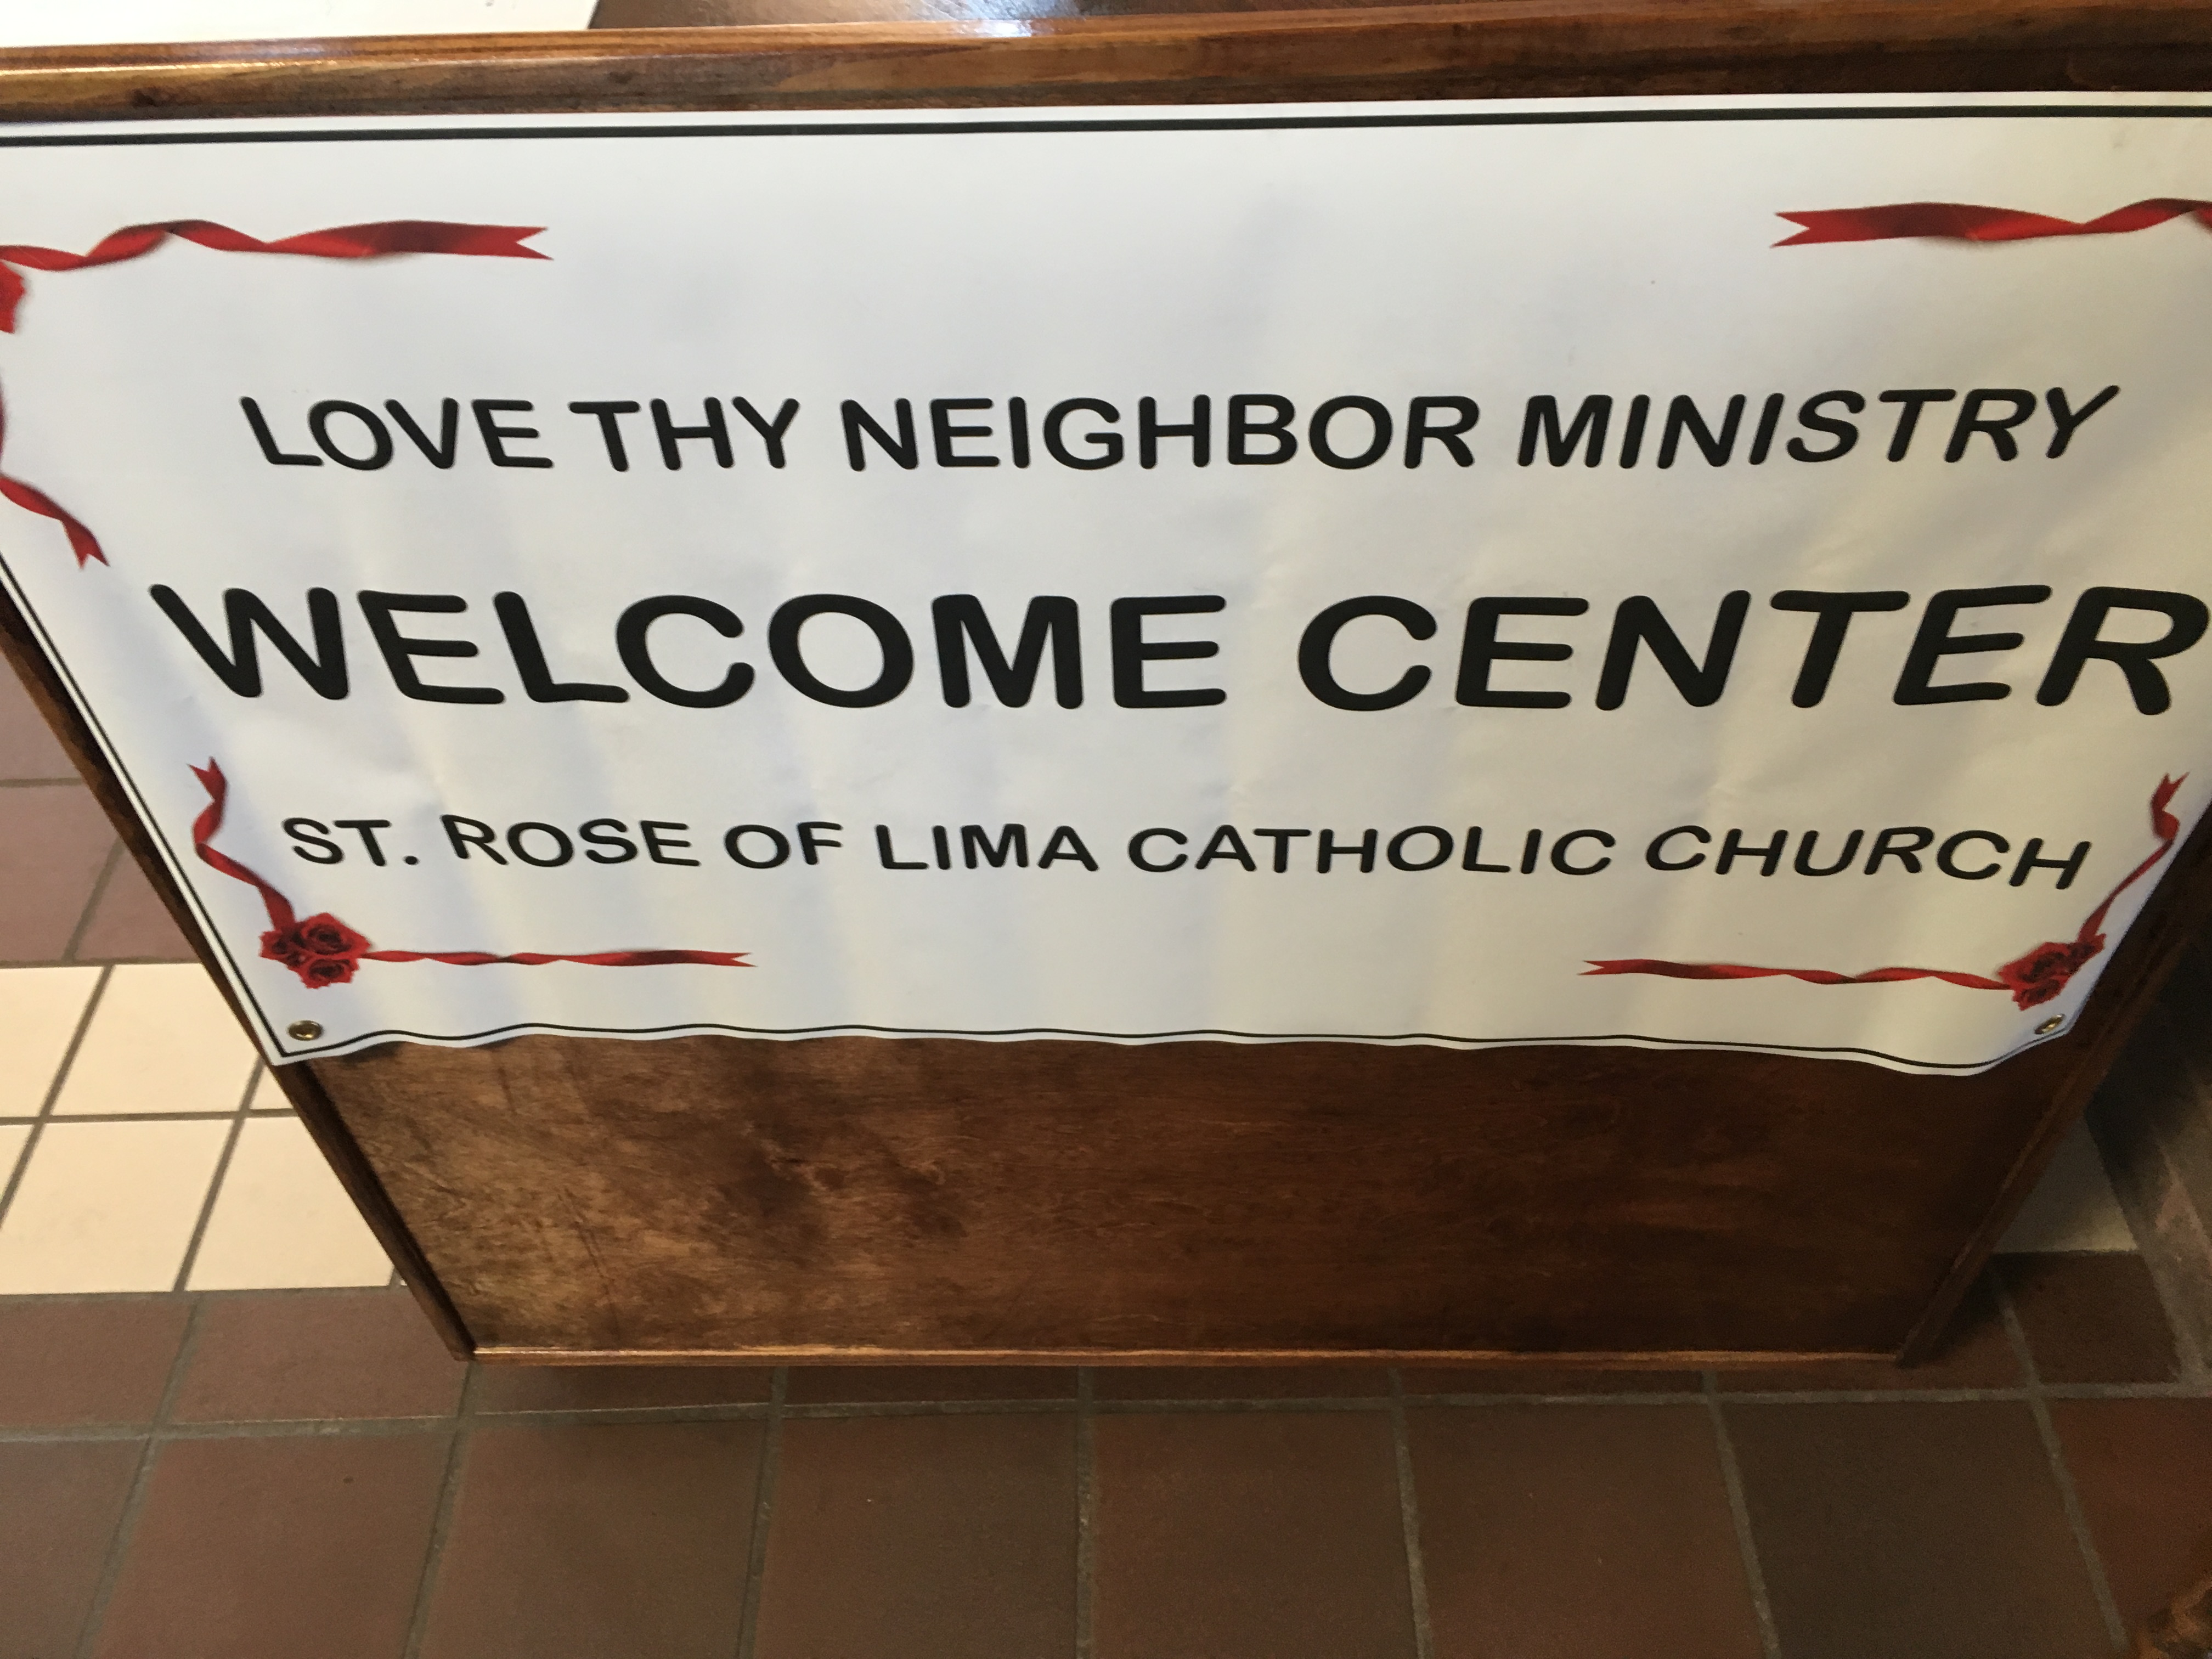 LOVE THY NEIGHBOR MINISTRY
WELCOME CENTER
ST. ROSE OF LIMA CATHOLIC CHURCH